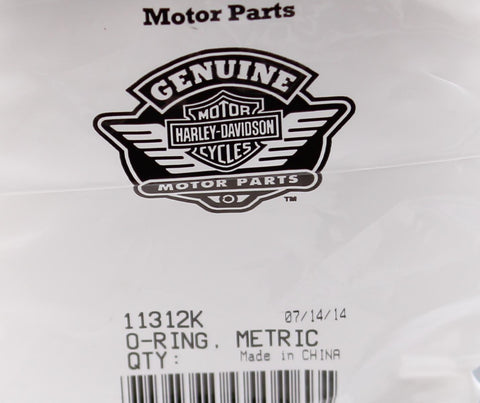 Motor Parts
GENUINE
MOTOR
HARLEY-DAVIDSON
CYCLES
MOTOR PARTS
TM
11312K 07/14/14
O-RING, METRIC
QTY: Made in CHINA